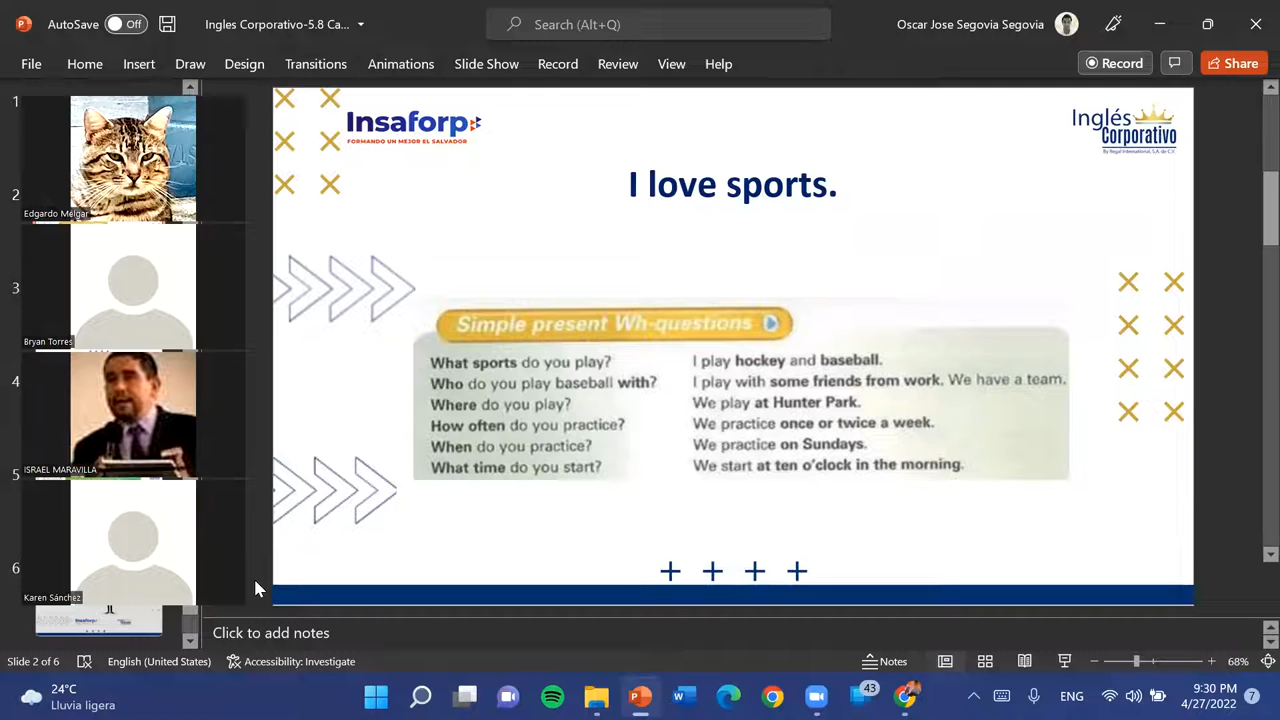 AutoSave Off
Ingles Corporativo-5.8 Ca...
Search (Alt+Q)
Oscar Jose Segovia Segovia
File Home Insert Draw Design Transitions Animations Slide Show Record Review View Help
Record
Share
1
Edgardo Melgar
2
3
Bryan Torres
4
ISRAEL MARAVILLA
5
6
Karen Sánchez
Insaforp
FORMANDO UN MEJOR EL SALVADOR
Inglés
Corporativo
By Regal International, S.A. de C.V.
I love sports.
Simple present Wh-questions
What sports do you play? I play hockey and baseball.
Who do you play baseball with? I play with some friends from work. We have a team.
Where do you play? We play at Hunter Park.
How often do you practice? We practice once or twice a week.
When do you practice? We practice on Sundays.
What time do you start? We start at ten o'clock in the morning.
Click to add notes
Slide 2 of 6 English (United States) Accessibility: Investigate Notes 68%
24°C
Lluvia ligera
43
ENG
9:30 PM
4/27/2022
7